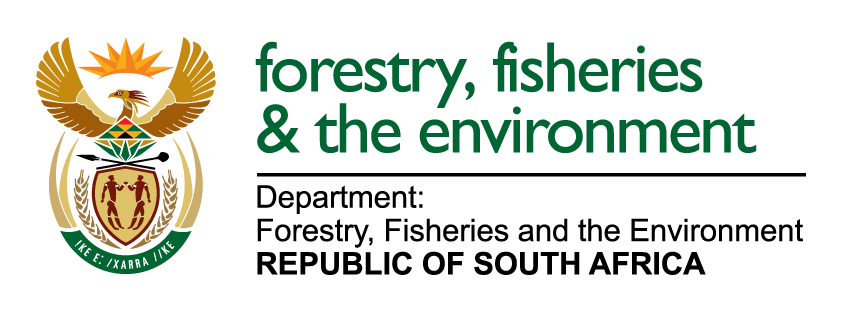 forestry, fisheries
& the environment
Department:
Forestry, Fisheries and the Environment
REPUBLIC OF SOUTH AFRICA
!KE E: /XARRA //KE